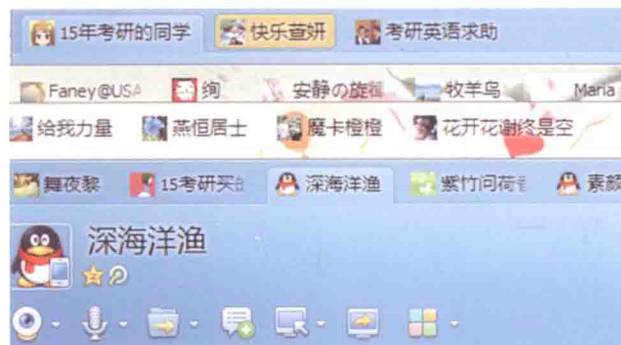 15年考研的同学 快乐萱妍 考研英语求助
Faney@USA 绚 安静の旋 牧羊鸟 Maria
给我力量 燕恒居士 魔卡橙橙 花开花谢终是空
舞夜黎 15考研买 深海洋渔 紫竹问荷 素颜
深海洋渔